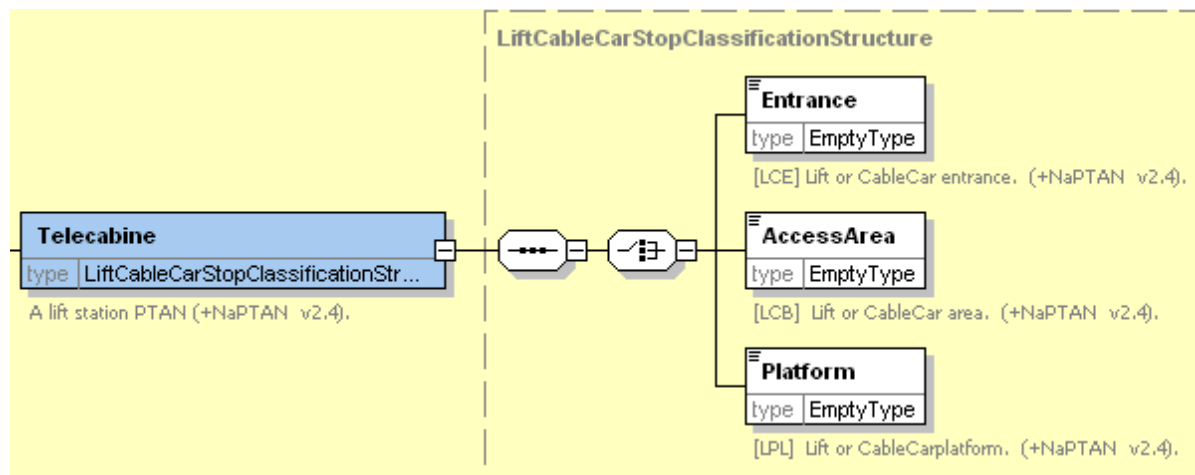 LiftCableCarStopClassificationStructure
Entrance
type EmptyType
[LCE] Lift or CableCar entrance. (+NaPTAN v2.4).
Telecabine
type LiftCableCarStopClassificationStr...
A lift station PTAN (+NaPTAN v2.4).
AccessArea
type EmptyType
[LCB] Lift or CableCar area. (+NaPTAN v2.4).
Platform
type EmptyType
[LPL] Lift or CableCarplatform. (+NaPTAN v2.4).